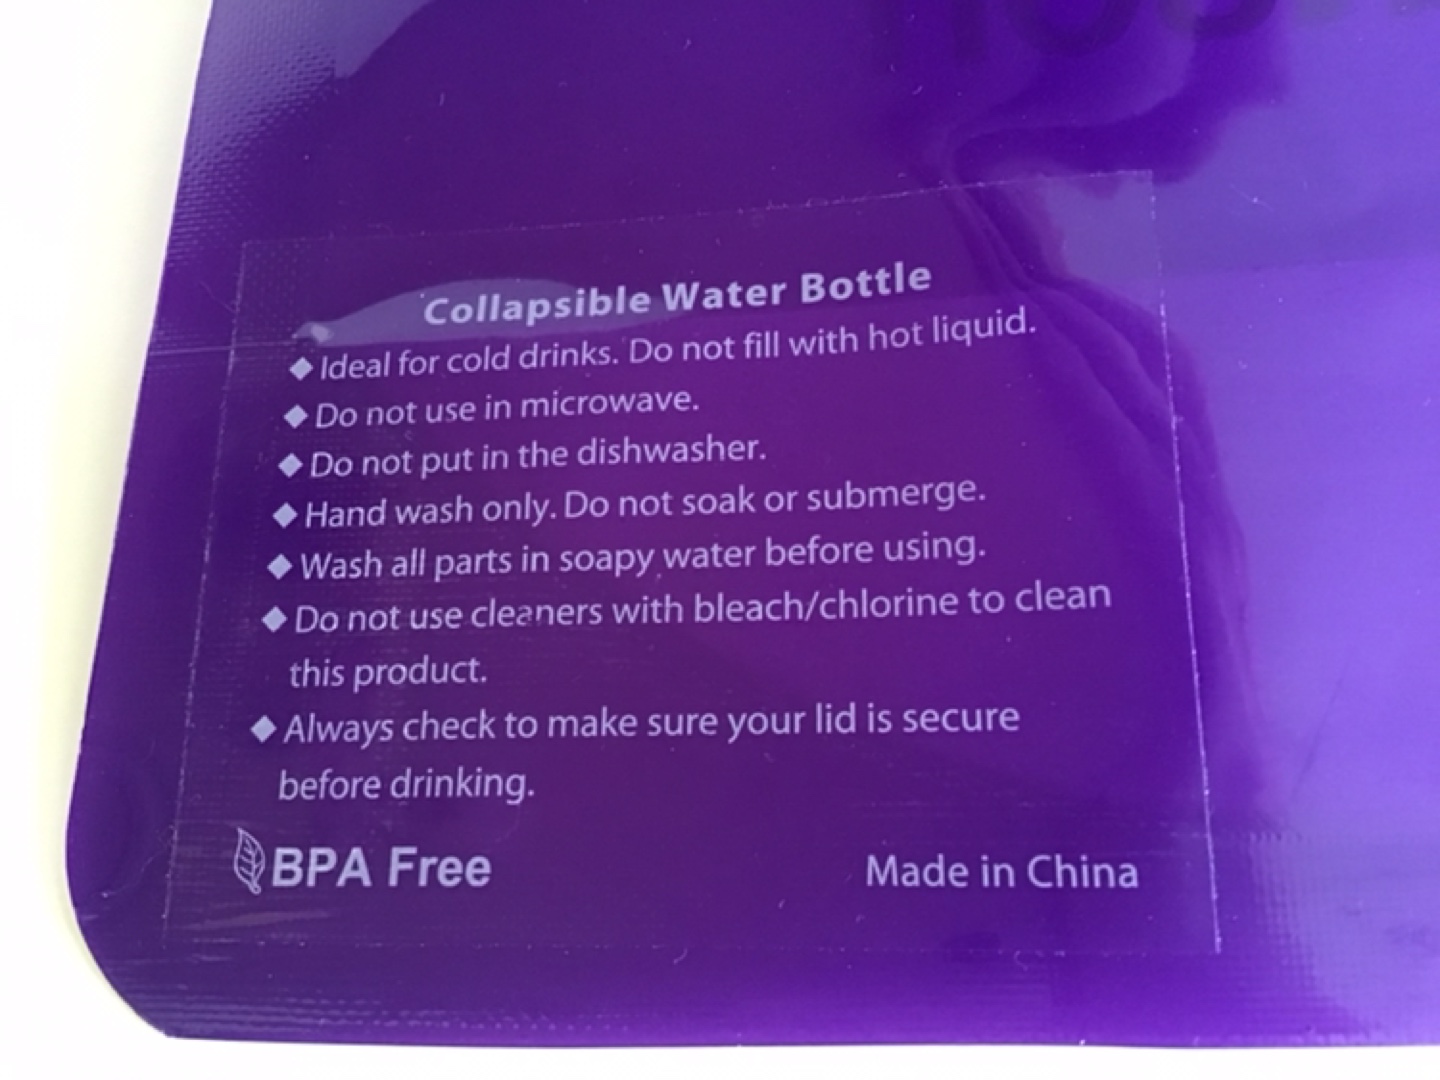 Collapsible Water Bottle
◆ Ideal for cold drinks. Do not fill with hot liquid.
◆ Do not use in microwave.
◆ Do not put in the dishwasher.
◆ Hand wash only. Do not soak or submerge.
◆ Wash all parts in soapy water before using.
◆ Do not use cleaners with bleach/chlorine to clean
this product.
◆ Always check to make sure your lid is secure
before drinking.
BPA Free
Made in China